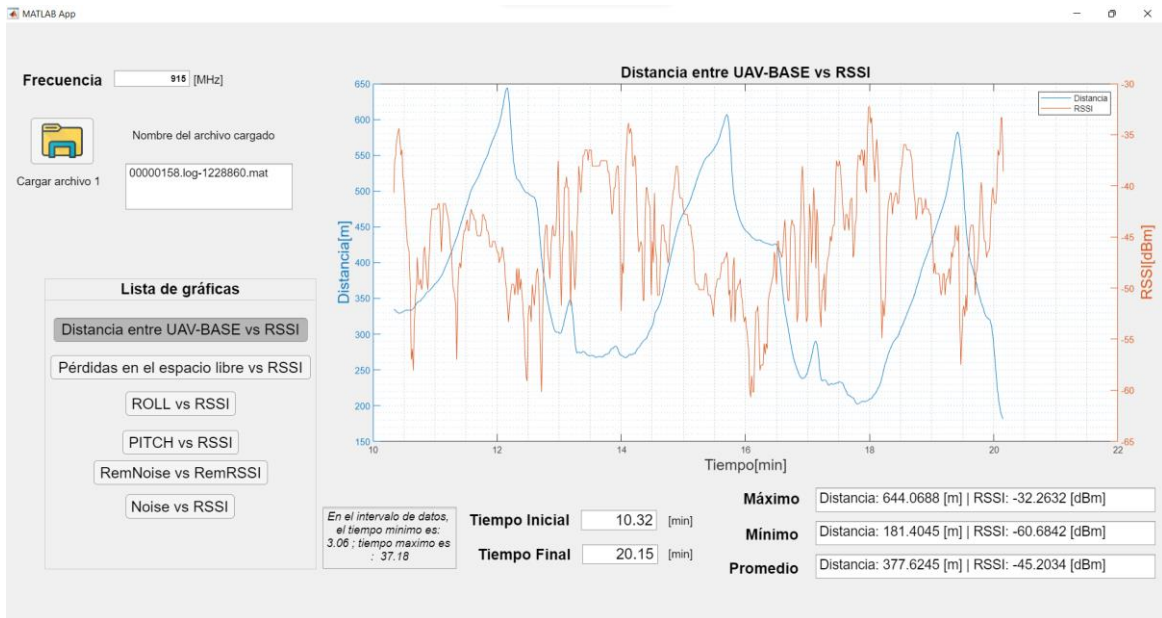 MATLAB App
Frecuencia 915 [MHz]
Nombre del archivo cargado
Cargar archivo 1
00000158.log-1228860.mat
Lista de gráficas
Distancia entre UAV-BASE vs RSSI
Pérdidas en el espacio libre vs RSSI
ROLL vs RSSI
PITCH vs RSSI
RemNoise vs RemRSSI
Noise vs RSSI
Distancia entre UAV-BASE vs RSSI
Distancia
RSSI
Distancia[m]
650
600
550
500
450
400
350
300
250
200
150
RSSI[dBm]
-30
-35
-40
-45
-50
-55
-60
-65
10 12 14 16 18 20 22
Tiempo[min]
En el intervalo de datos,
el tiempo minimo es:
3.06 ; tiempo maximo es
: 37.18
Tiempo Inicial 10.32 [min]
Tiempo Final 20.15 [min]
Máximo Distancia: 644.0688 [m] | RSSI: -32.2632 [dBm]
Mínimo Distancia: 181.4045 [m] | RSSI: -60.6842 [dBm]
Promedio Distancia: 377.6245 [m] | RSSI: -45.2034 [dBm]